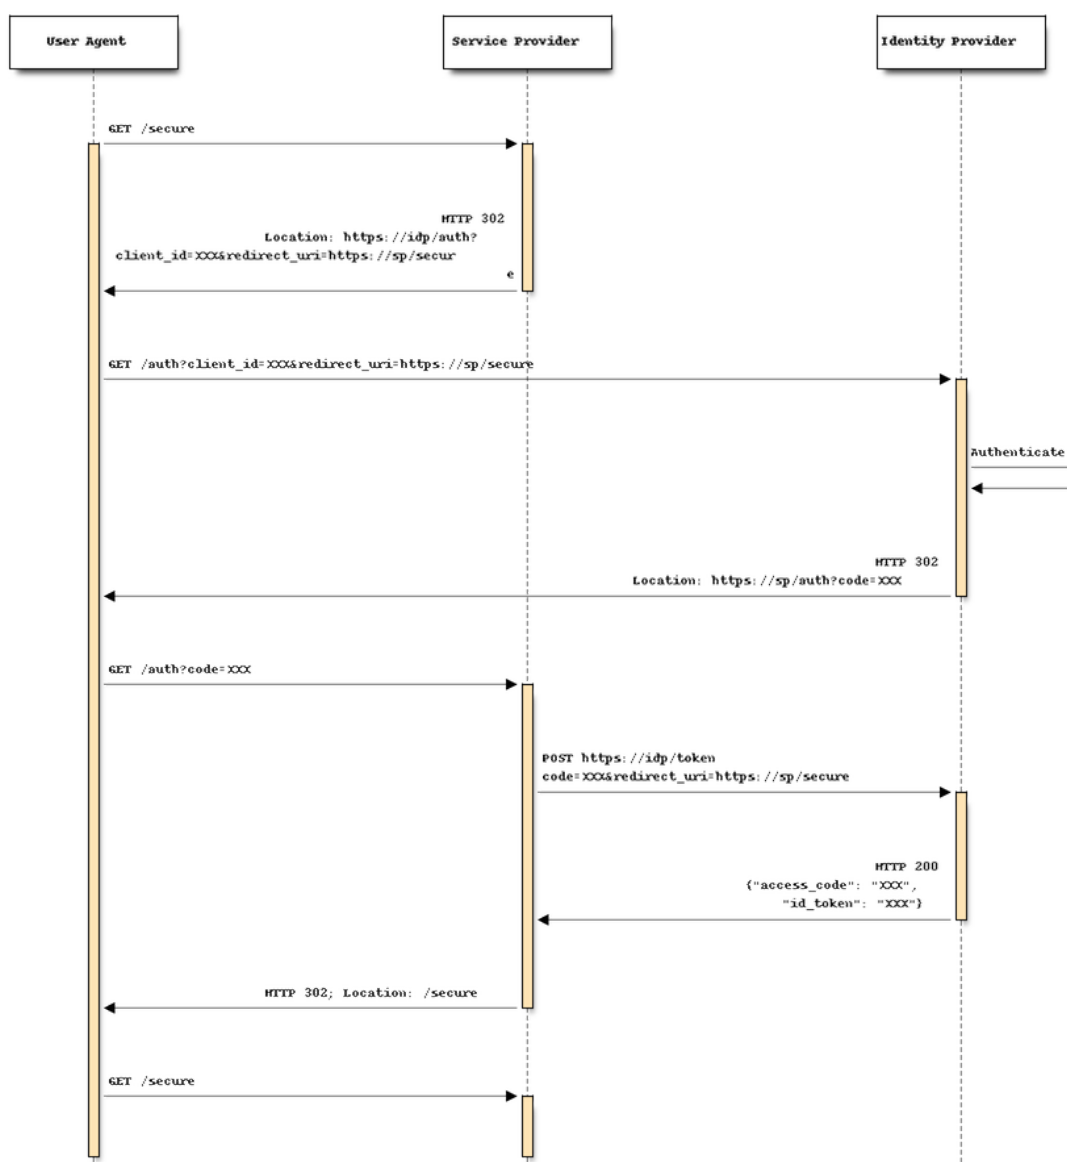 User Agent
Service Provider
Identity Provider
GET /secure
HTTP 302
Location: https://idp/auth?
client_id=XXX&redirect_uri=https://sp/secur
e
GET /auth?client_id=XXX&redirect_uri=https://sp/secure
Authenticate
HTTP 302
Location: https://sp/auth?code=XXX
GET /auth?code=XXX
POST https://idp/token
code=XXX&redirect_uri=https://sp/secure
HTTP 200
{"access_code": "XXX",
"id_token": "XXX"}
HTTP 302; Location: /secure
GET /secure